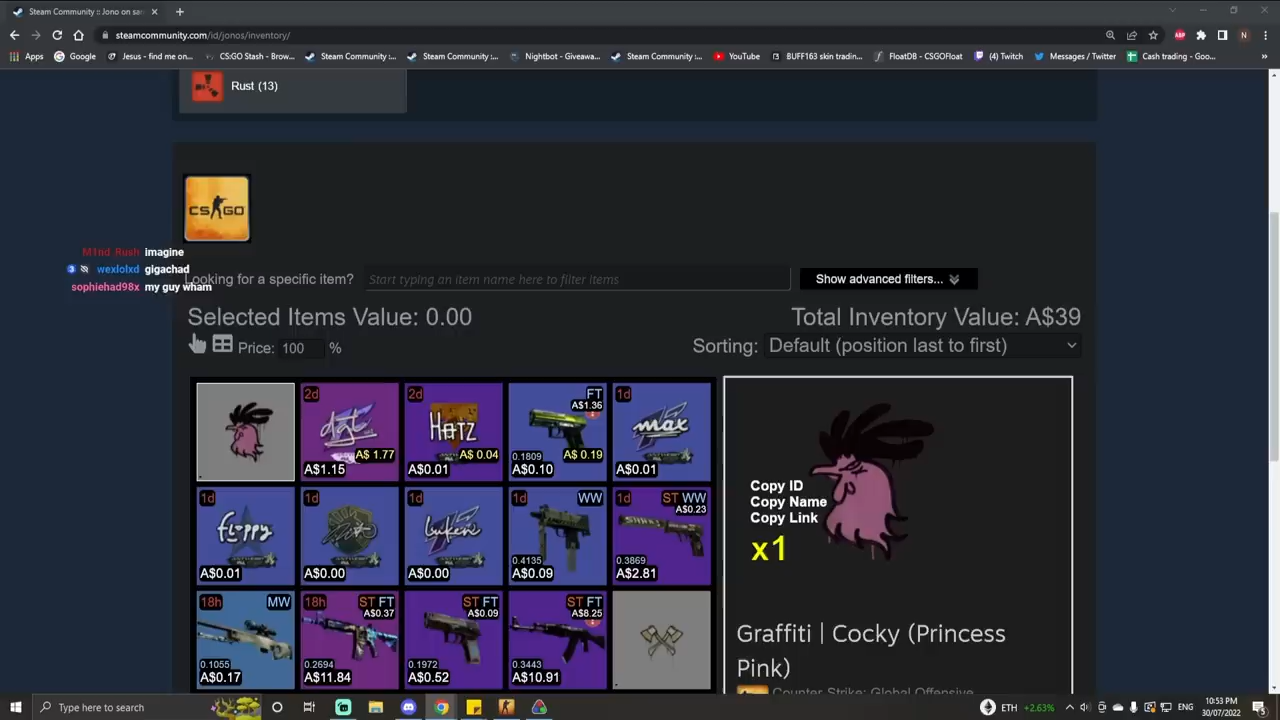 Steam Community :: Jono on sa
steamcommunity.com/id/jonos/inventory/
N
Apps
Google
Jesus - find me on...
CS:GO Stash - Brow...
Steam Community :...
Steam Community :...
Nightbot - Giveawa...
Steam Community :...
YouTube
BUFF163 skin tradin...
FloatDB - CSGOFloat
(4) Twitch
Messages / Twitter
Cash trading - Goo...
Rust (13)
CS GO
M1nd_Rush imagine
wexlolxd gigachad
sophiehad98x my guy wham
Looking for a specific item?
Start typing an item name here to filter items
Show advanced filters...
Selected Items Value: 0.00
Total Inventory Value: A$39
Price: 100 %
Sorting: Default (position last to first)
2d
A$ 1.77
A$1.15
2d
HATZ
A$ 0.04
A$0.01
FT
A$1.36
0.1809
A$ 0.19
A$0.10
1d
max
A$0.01
1d
floppy
A$0.01
1d
A$0.00
1d
Luken
A$0.00
1d
WW
0.4135
A$0.09
1d
ST WW
A$0.23
0.3869
A$2.81
18h
MW
0.1055
A$0.17
18h
ST FT
A$0.37
0.2694
A$11.84
ST FT
A$0.09
0.1972
A$0.52
ST FT
A$8.25
0.3443
A$10.91
Copy ID
Copy Name
Copy Link
x1
Graffiti | Cocky (Princess
Pink)
Counter-Strike: Global Offensive
Type here to search
ETH +2.63%
ENG
10:53 PM
30/07/2022
5